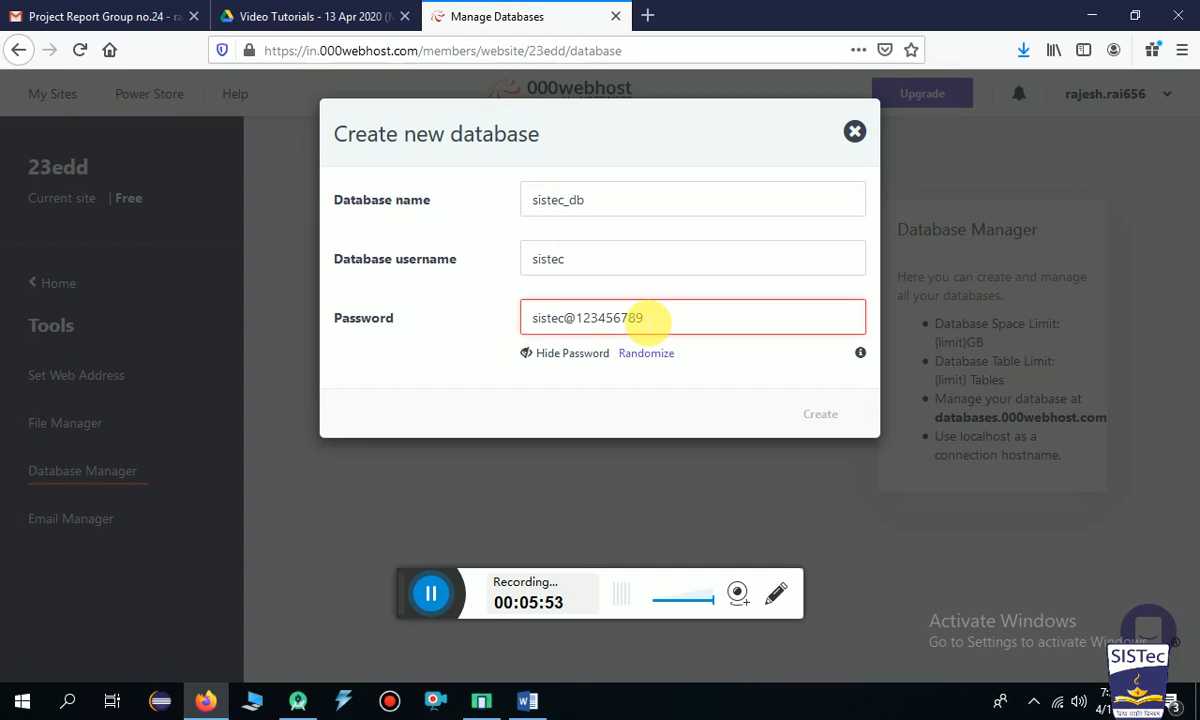 Project Report Group no.24 - ra
Video Tutorials - 13 Apr 2020 (M
Manage Databases
https://in.000webhost.com/members/website/23edd/database
My Sites
Power Store
Help
000webhost
Upgrade
rajesh.rai656
23edd
Current site | Free
Home
Tools
Set Web Address
File Manager
Database Manager
Email Manager
Create new database
Database name
sistec_db
Database username
sistec
Password
sistec@123456789
Hide Password
Randomize
Create
Database Manager
Here you can create and manage
all your databases.
Database Space Limit:
{limit}GB
Database Table Limit:
{limit} Tables
Manage your database at
databases.000webhost.com
Use localhost as a
connection hostname.
Recording...
00:05:53
Activate Windows
Go to Settings to activate Windows.
SISTec
3